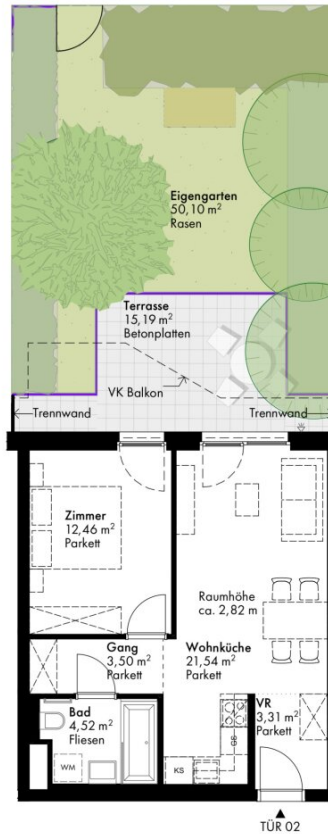 Eigengarten
50,10 m²
Rasen
Terrasse
15,19 m²
Betonplatten
VK Balkon
Trennwand
Trennwand
Zimmer
12,46 m²
Parkett
Raumhöhe
ca. 2,82 m
Gang
3,50 m²
Parkett
Wohnküche
21,54 m²
Parkett
VR
3,31 m²
Parkett
Bad
4,52 m²
Fliesen
WM
KS
GS
TÜR 02